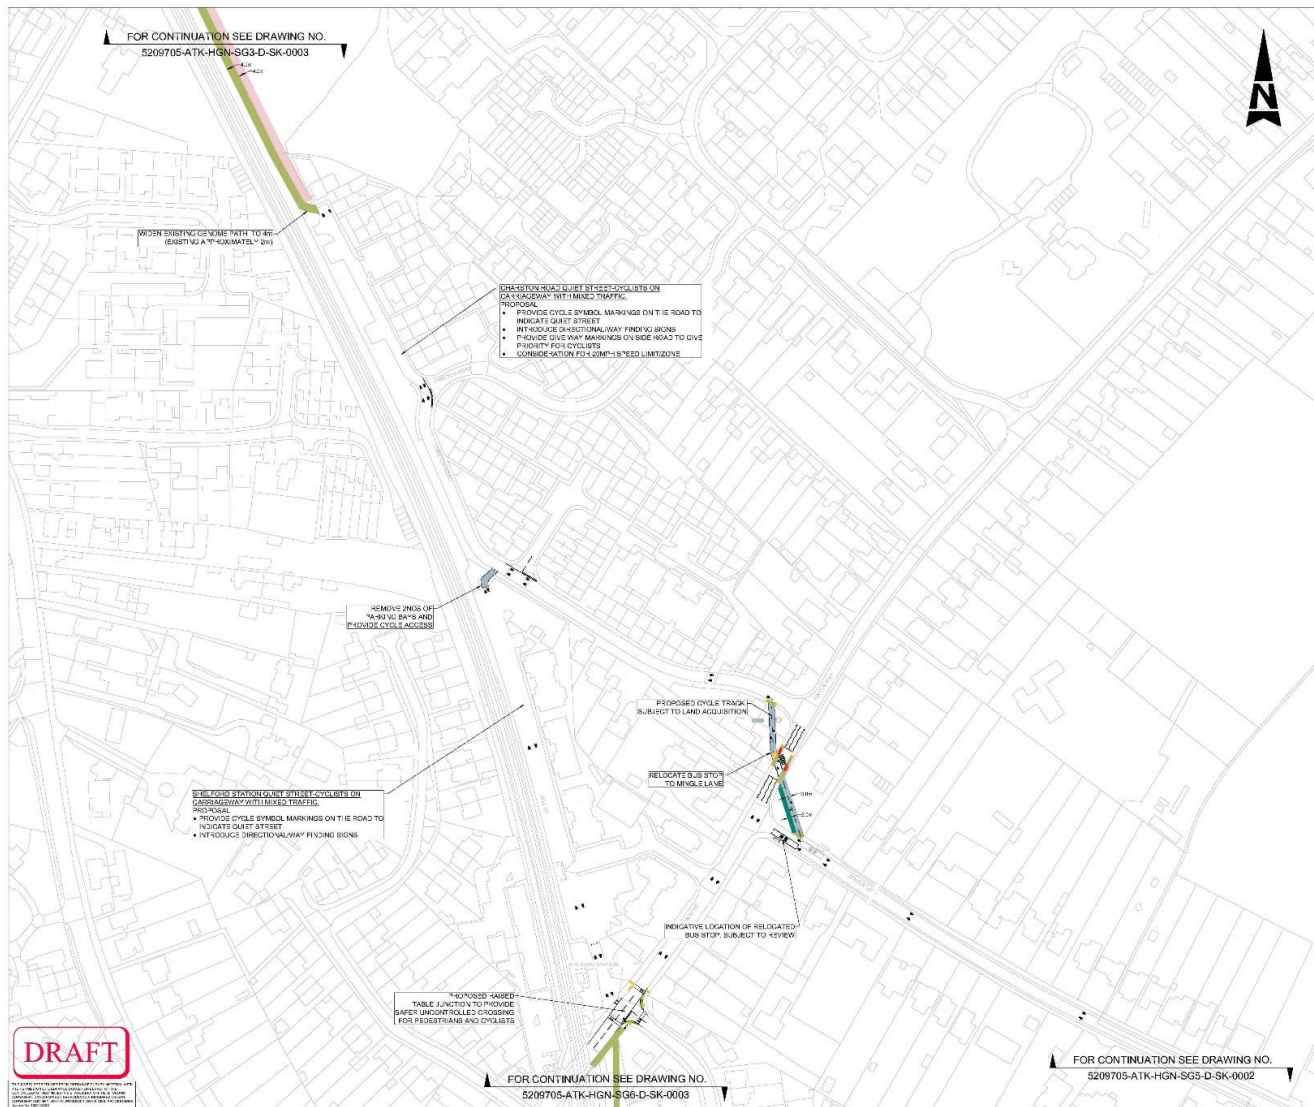 FOR CONTINUATION SEE DRAWING NO.
5209705-ATK-HGN-SG3-D-SK-0003
N
WIDEN EXISTING GENOME PATH TO 4m
(EXISTING APPROXIMATELY 2m)
CHARSTON ROAD QUIET STREET-CYCLISTS ON
CARRIAGEWAY WITH MIXED TRAFFIC.
PROPOSAL
• PROVIDE CYCLE SYMBOL MARKINGS ON THE ROAD TO
INDICATE QUIET STREET
• INTRODUCE DIRECTIONAL/WAY FINDING SIGNS
• PROVIDE GIVE WAY MARKINGS ON SIDE ROAD TO GIVE
PRIORITY FOR CYCLISTS
• CONSIDERATION FOR 20MPH SPEED LIMIT/ZONE
REMOVE 2NOS OF
PARKING BAYS AND
PROVIDE CYCLE ACCESS
PROPOSED CYCLE TRACK
SUBJECT TO LAND ACQUISITION
RELOCATE BUS STOP
TO MINGLE LANE
3.0m
2.0m
SHELFORD STATION QUIET STREET-CYCLISTS ON
CARRIAGEWAY WITH MIXED TRAFFIC.
PROPOSAL
• PROVIDE CYCLE SYMBOL MARKINGS ON THE ROAD TO
INDICATE QUIET STREET
• INTRODUCE DIRECTIONAL/WAY FINDING SIGNS
INDICATIVE LOCATION OF RELOCATED
BUS STOP. SUBJECT TO REVIEW
PROPOSED RAISED
TABLE JUNCTION TO PROVIDE
SAFER UNCONTROLLED CROSSING
FOR PEDESTRIANS AND CYCLISTS
DRAFT
FOR CONTINUATION SEE DRAWING NO.
5209705-ATK-HGN-SG6-D-SK-0003
FOR CONTINUATION SEE DRAWING NO.
5209705-ATK-HGN-SG5-D-SK-0002